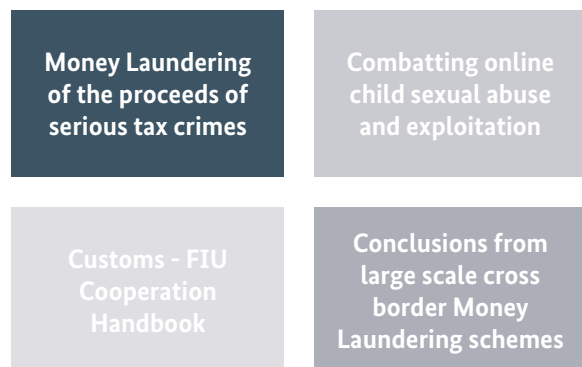 Money Laundering
of the proceeds of
serious tax crimes
Combatting online
child sexual abuse
and exploitation
Customs - FIU
Cooperation
Handbook
Conclusions from
large scale cross
border Money
Laundering schemes